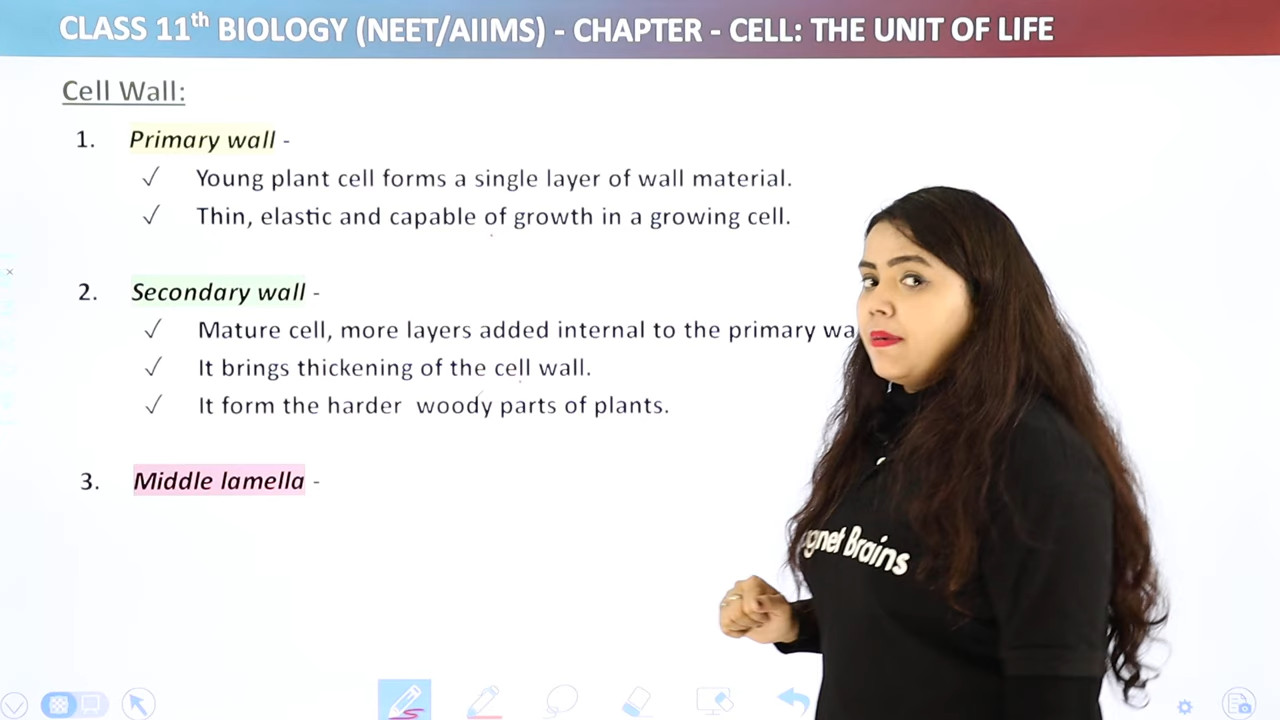 CLASS 11th BIOLOGY (NEET/AIIMS) - CHAPTER - CELL: THE UNIT OF LIFE
Cell Wall:
1. Primary wall -
✓ Young plant cell forms a single layer of wall material.
✓ Thin, elastic and capable of growth in a growing cell.
2. Secondary wall -
✓ Mature cell, more layers added internal to the primary
✓ It brings thickening of the cell wall.
✓ It form the harder woody parts of plants.
3. Middle lamella -
Brains